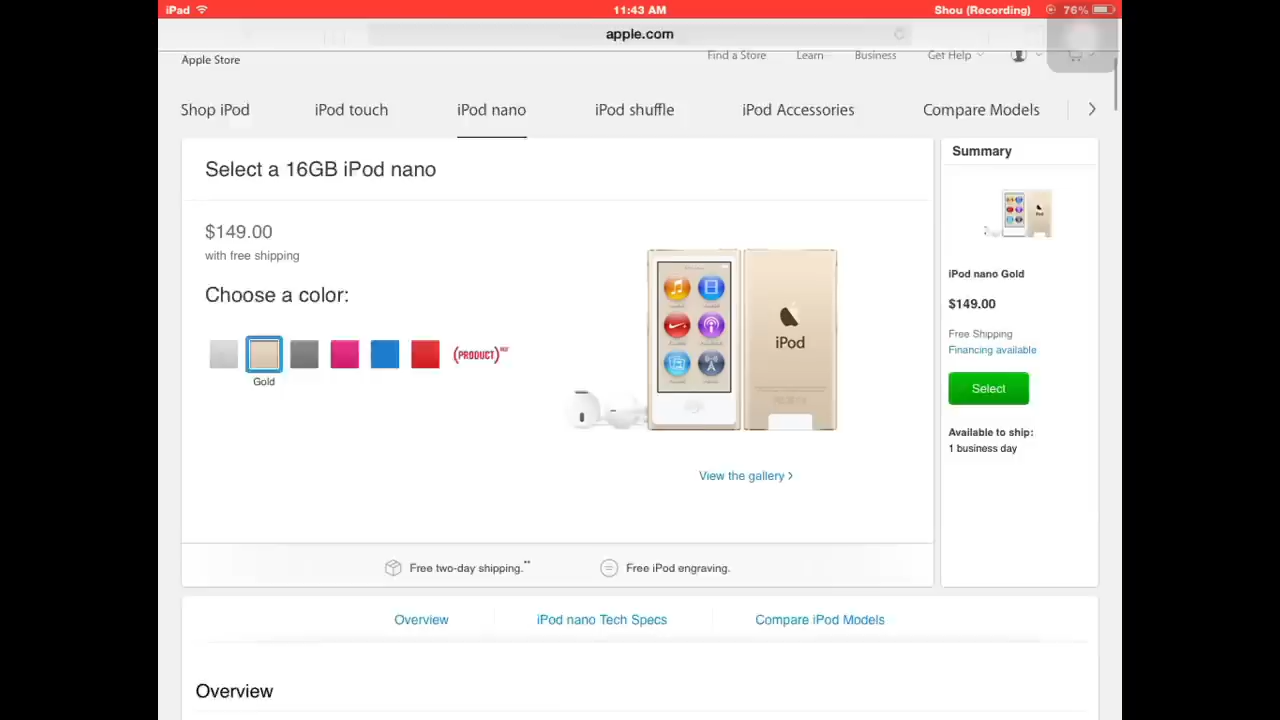 iPad
11:43 AM
Shou (Recording)
76%
apple.com
Apple Store
Find a Store
Learn
Business
Get Help
Shop iPod
iPod touch
iPod nano
iPod shuffle
iPod Accessories
Compare Models
Select a 16GB iPod nano
$149.00
with free shipping
Choose a color:
(PRODUCT)RED
Gold
iPod
View the gallery
Free two-day shipping.**
Free iPod engraving.
Summary
iPod
iPod nano Gold
$149.00
Free Shipping
Financing available
Select
Available to ship:
1 business day
Overview
iPod nano Tech Specs
Compare iPod Models
Overview